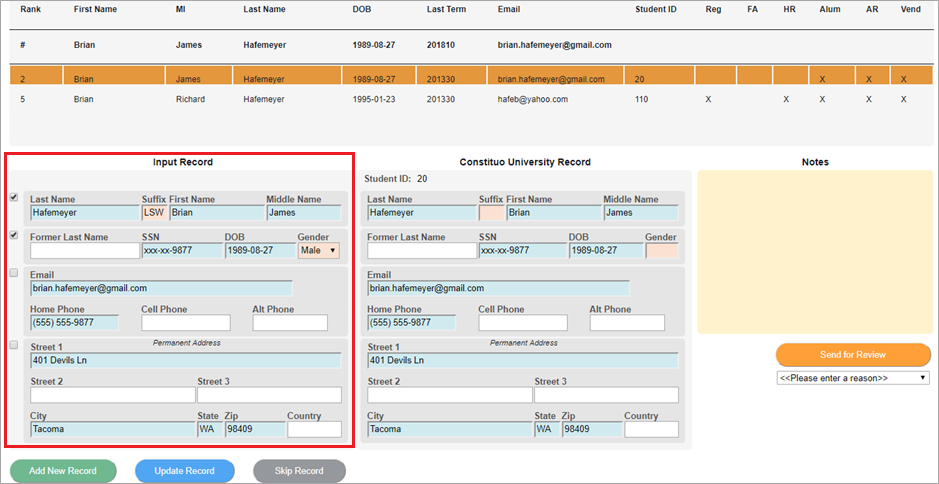 Rank First Name MI Last Name DOB Last Term Email Student ID Reg FA HR Alum AR Vend
# Brian James Hafemeyer 1989-08-27 201810 brian.hafemeyer@gmail.com
2 Brian James Hafemeyer 1989-08-27 201330 brian.hafemeyer@gmail.com 20 X X X
5 Brian Richard Hafemeyer 1995-01-23 201330 hafeb@yahoo.com 110 X X X X X
Input Record Constituo University Record Notes
Student ID: 20
Last Name Suffix First Name Middle Name Last Name Suffix First Name Middle Name
Hafemeyer LSW Brian James Hafemeyer Brian James
Former Last Name SSN DOB Gender Former Last Name SSN DOB Gender
xxx-xx-9877 1989-08-27 Male xxx-xx-9877 1989-08-27
Email Email
brian.hafemeyer@gmail.com brian.hafemeyer@gmail.com
Home Phone Cell Phone Alt Phone Home Phone Cell Phone Alt Phone
(555) 555-9877 (555) 555-9877
Permanent Address Permanent Address
Street 1 Street 1
401 Devils Ln 401 Devils Ln
Send for Review
<<Please enter a reason>>
Street 2 Street 3 Street 2 Street 3
City State Zip Country City State Zip Country
Tacoma WA 98409 Tacoma WA 98409
Add New Record Update Record Skip Record